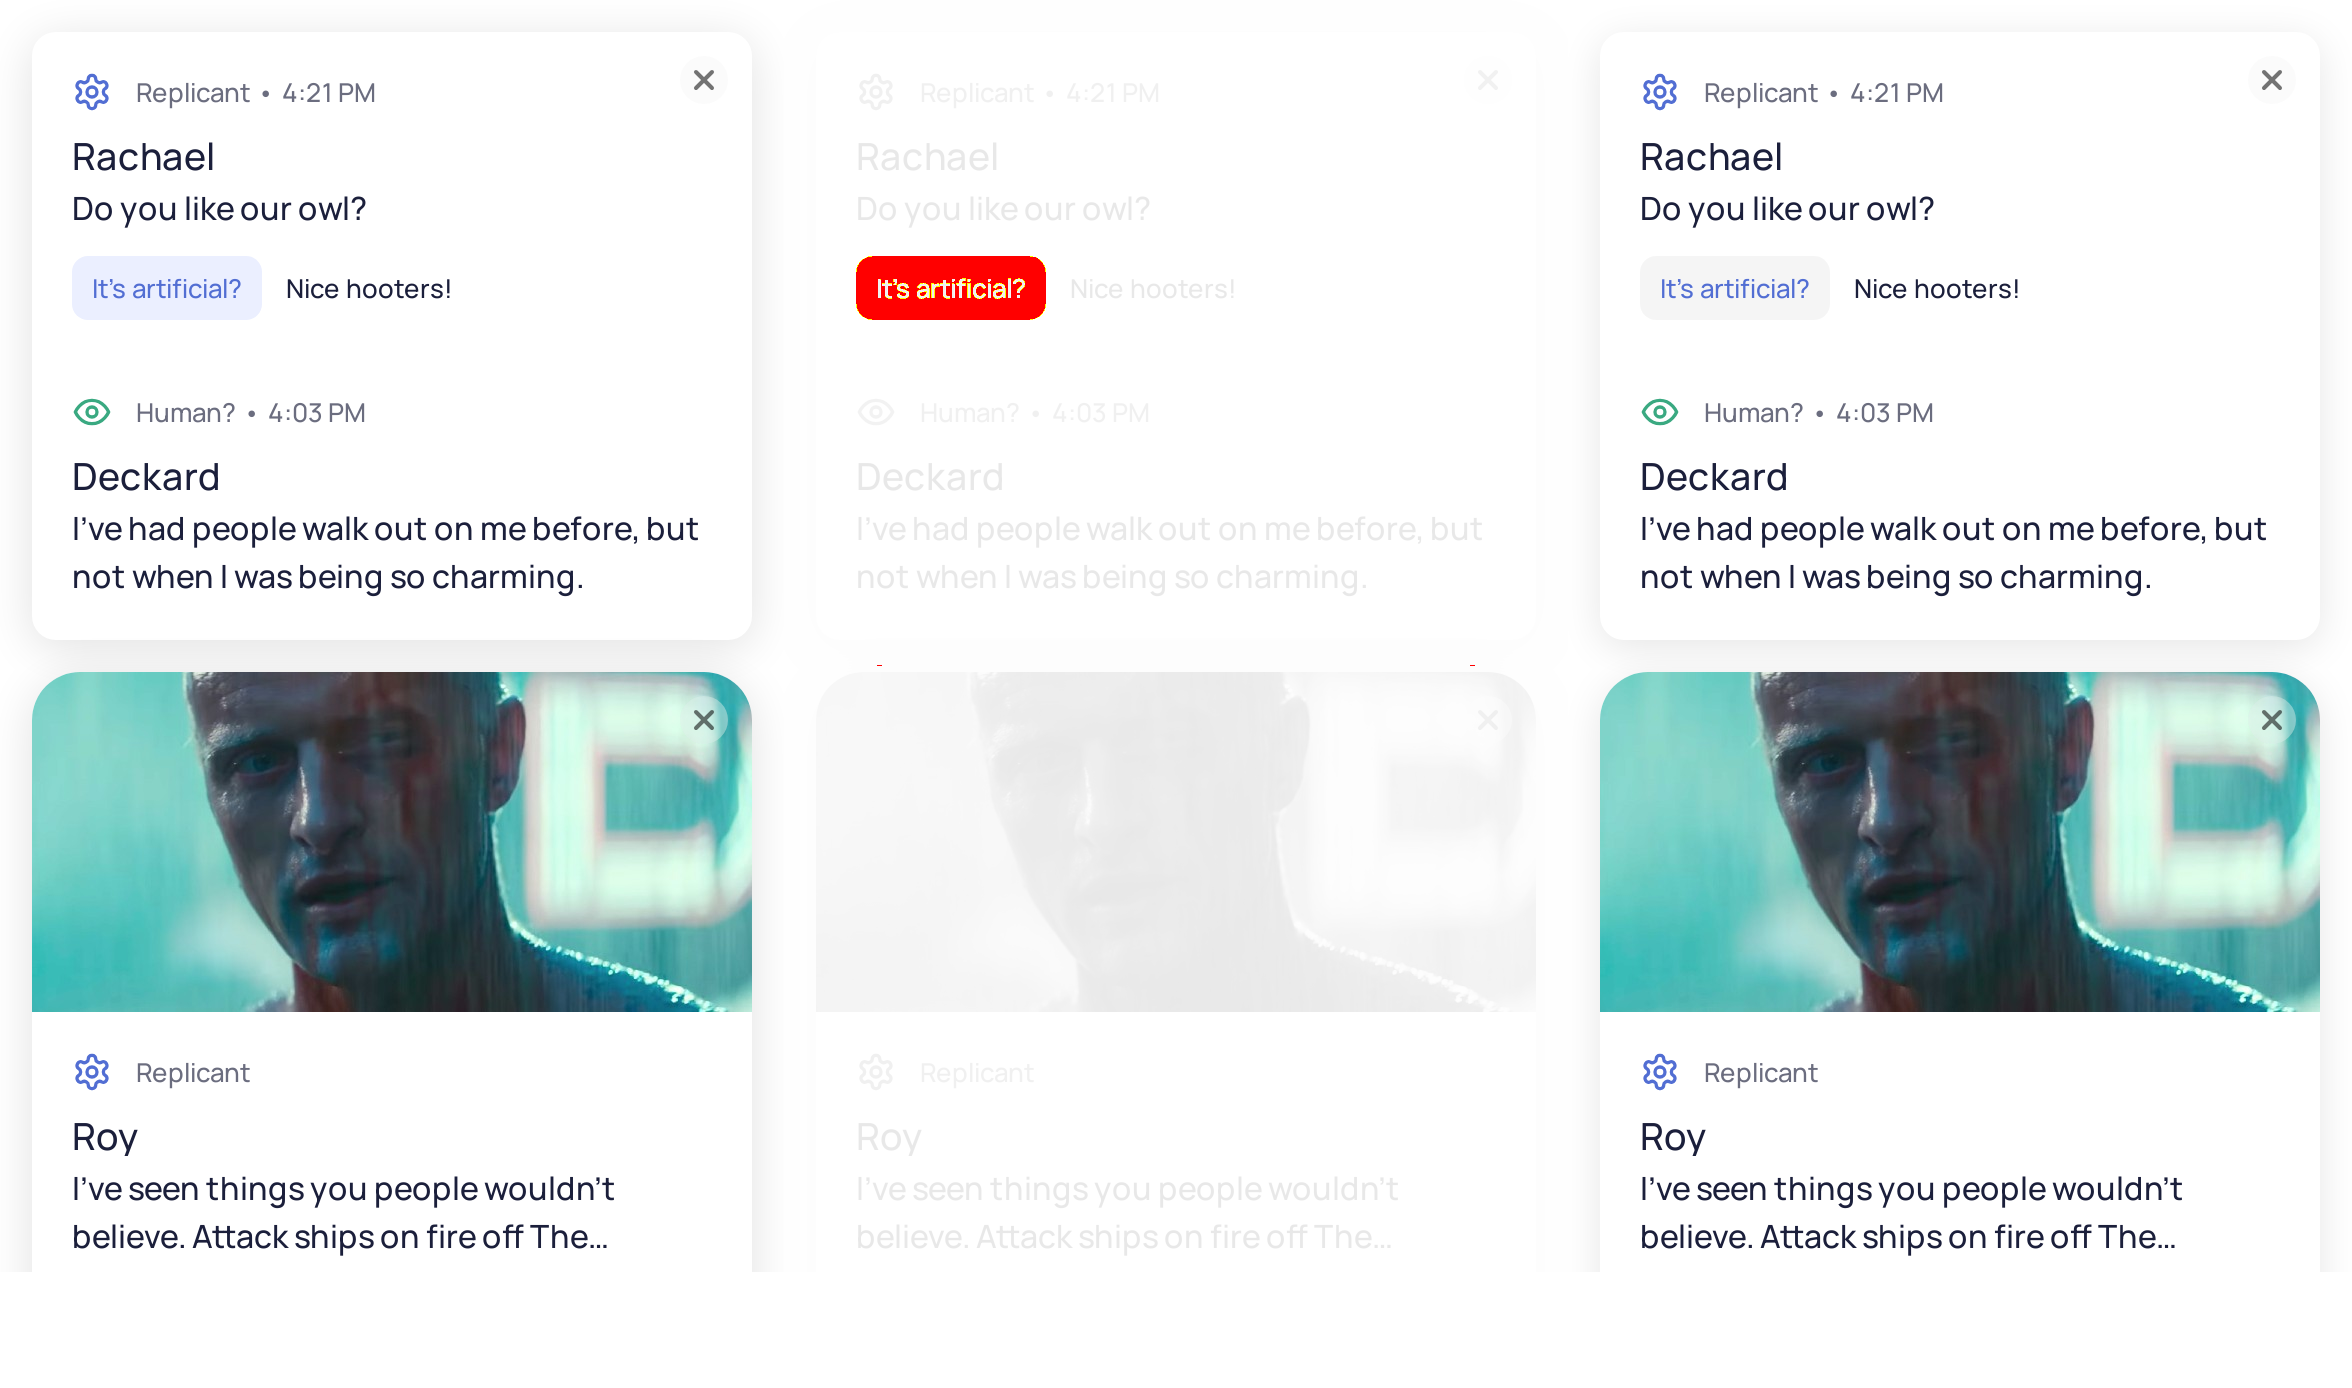 Replicant • 4:21 PM
Rachael
Do you like our owl?
It's artificial? Nice hooters!
Human? • 4:03 PM
Deckard
I've had people walk out on me before, but
not when I was being so charming.
Replicant
Roy
I've seen things you people wouldn't
believe. Attack ships on fire off The...
Replicant • 4:21 PM
Rachael
Do you like our owl?
It's artificial? Nice hooters!
Human? • 4:03 PM
Deckard
I've had people walk out on me before, but
not when I was being so charming.
Replicant
Roy
I've seen things you people wouldn't
believe. Attack ships on fire off The...
Replicant • 4:21 PM
Rachael
Do you like our owl?
It's artificial? Nice hooters!
Human? • 4:03 PM
Deckard
I've had people walk out on me before, but
not when I was being so charming.
Replicant
Roy
I've seen things you people wouldn't
believe. Attack ships on fire off The...